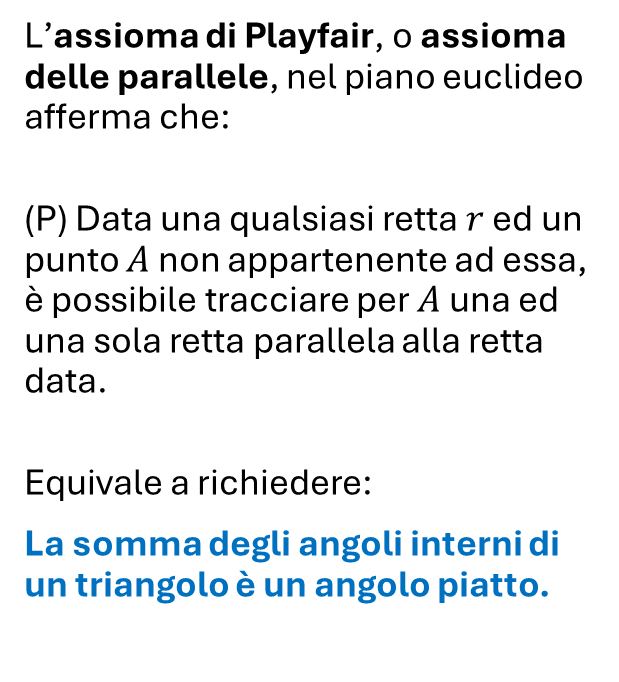 L’assioma di Playfair, o assioma
delle parallele, nel piano euclideo
afferma che:
(P) Data una qualsiasi retta r ed un
punto A non appartenente ad essa,
è possibile tracciare per A una ed
una sola retta parallela alla retta
data.
Equivale a richiedere:
La somma degli angoli interni di
un triangolo è un angolo piatto.